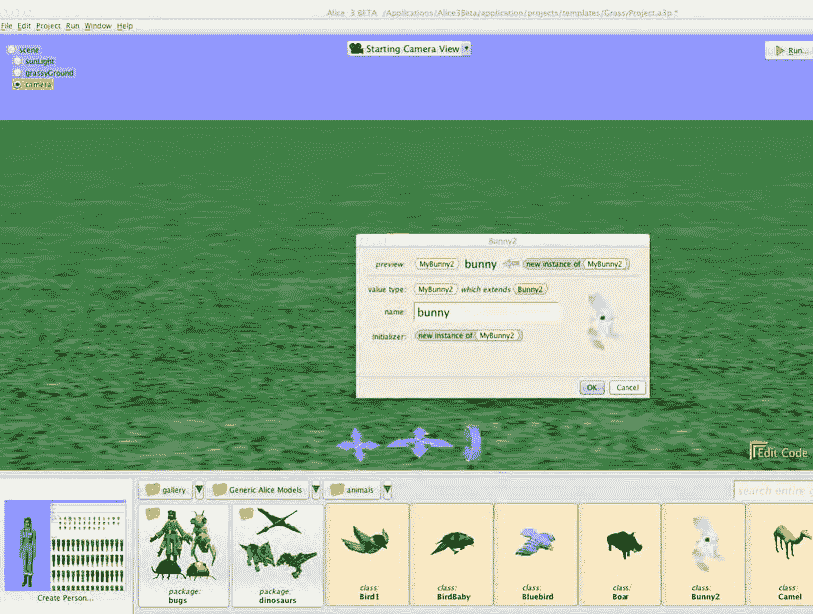 Alice 3 BETA /Applications/Alice3Beta/application/projects/templates/GrassyProject.a3p *
File Edit Project Run Window Help
scene
sunLight
grassyGround
camera
Starting Camera View
Run...
Bunny2
preview: MyBunny2 bunny new instance of MyBunny2
value type: MyBunny2 which extends Bunny2
name: bunny
initializer: new instance of MyBunny2
OK Cancel
Edit Code
gallery Generic Alice Models animals
search entire
Create Person...
package: bugs
package: dinosaurs
class: Bird1
class: BirdBaby
class: Bluebird
class: Boar
class: Bunny2
class: Camel